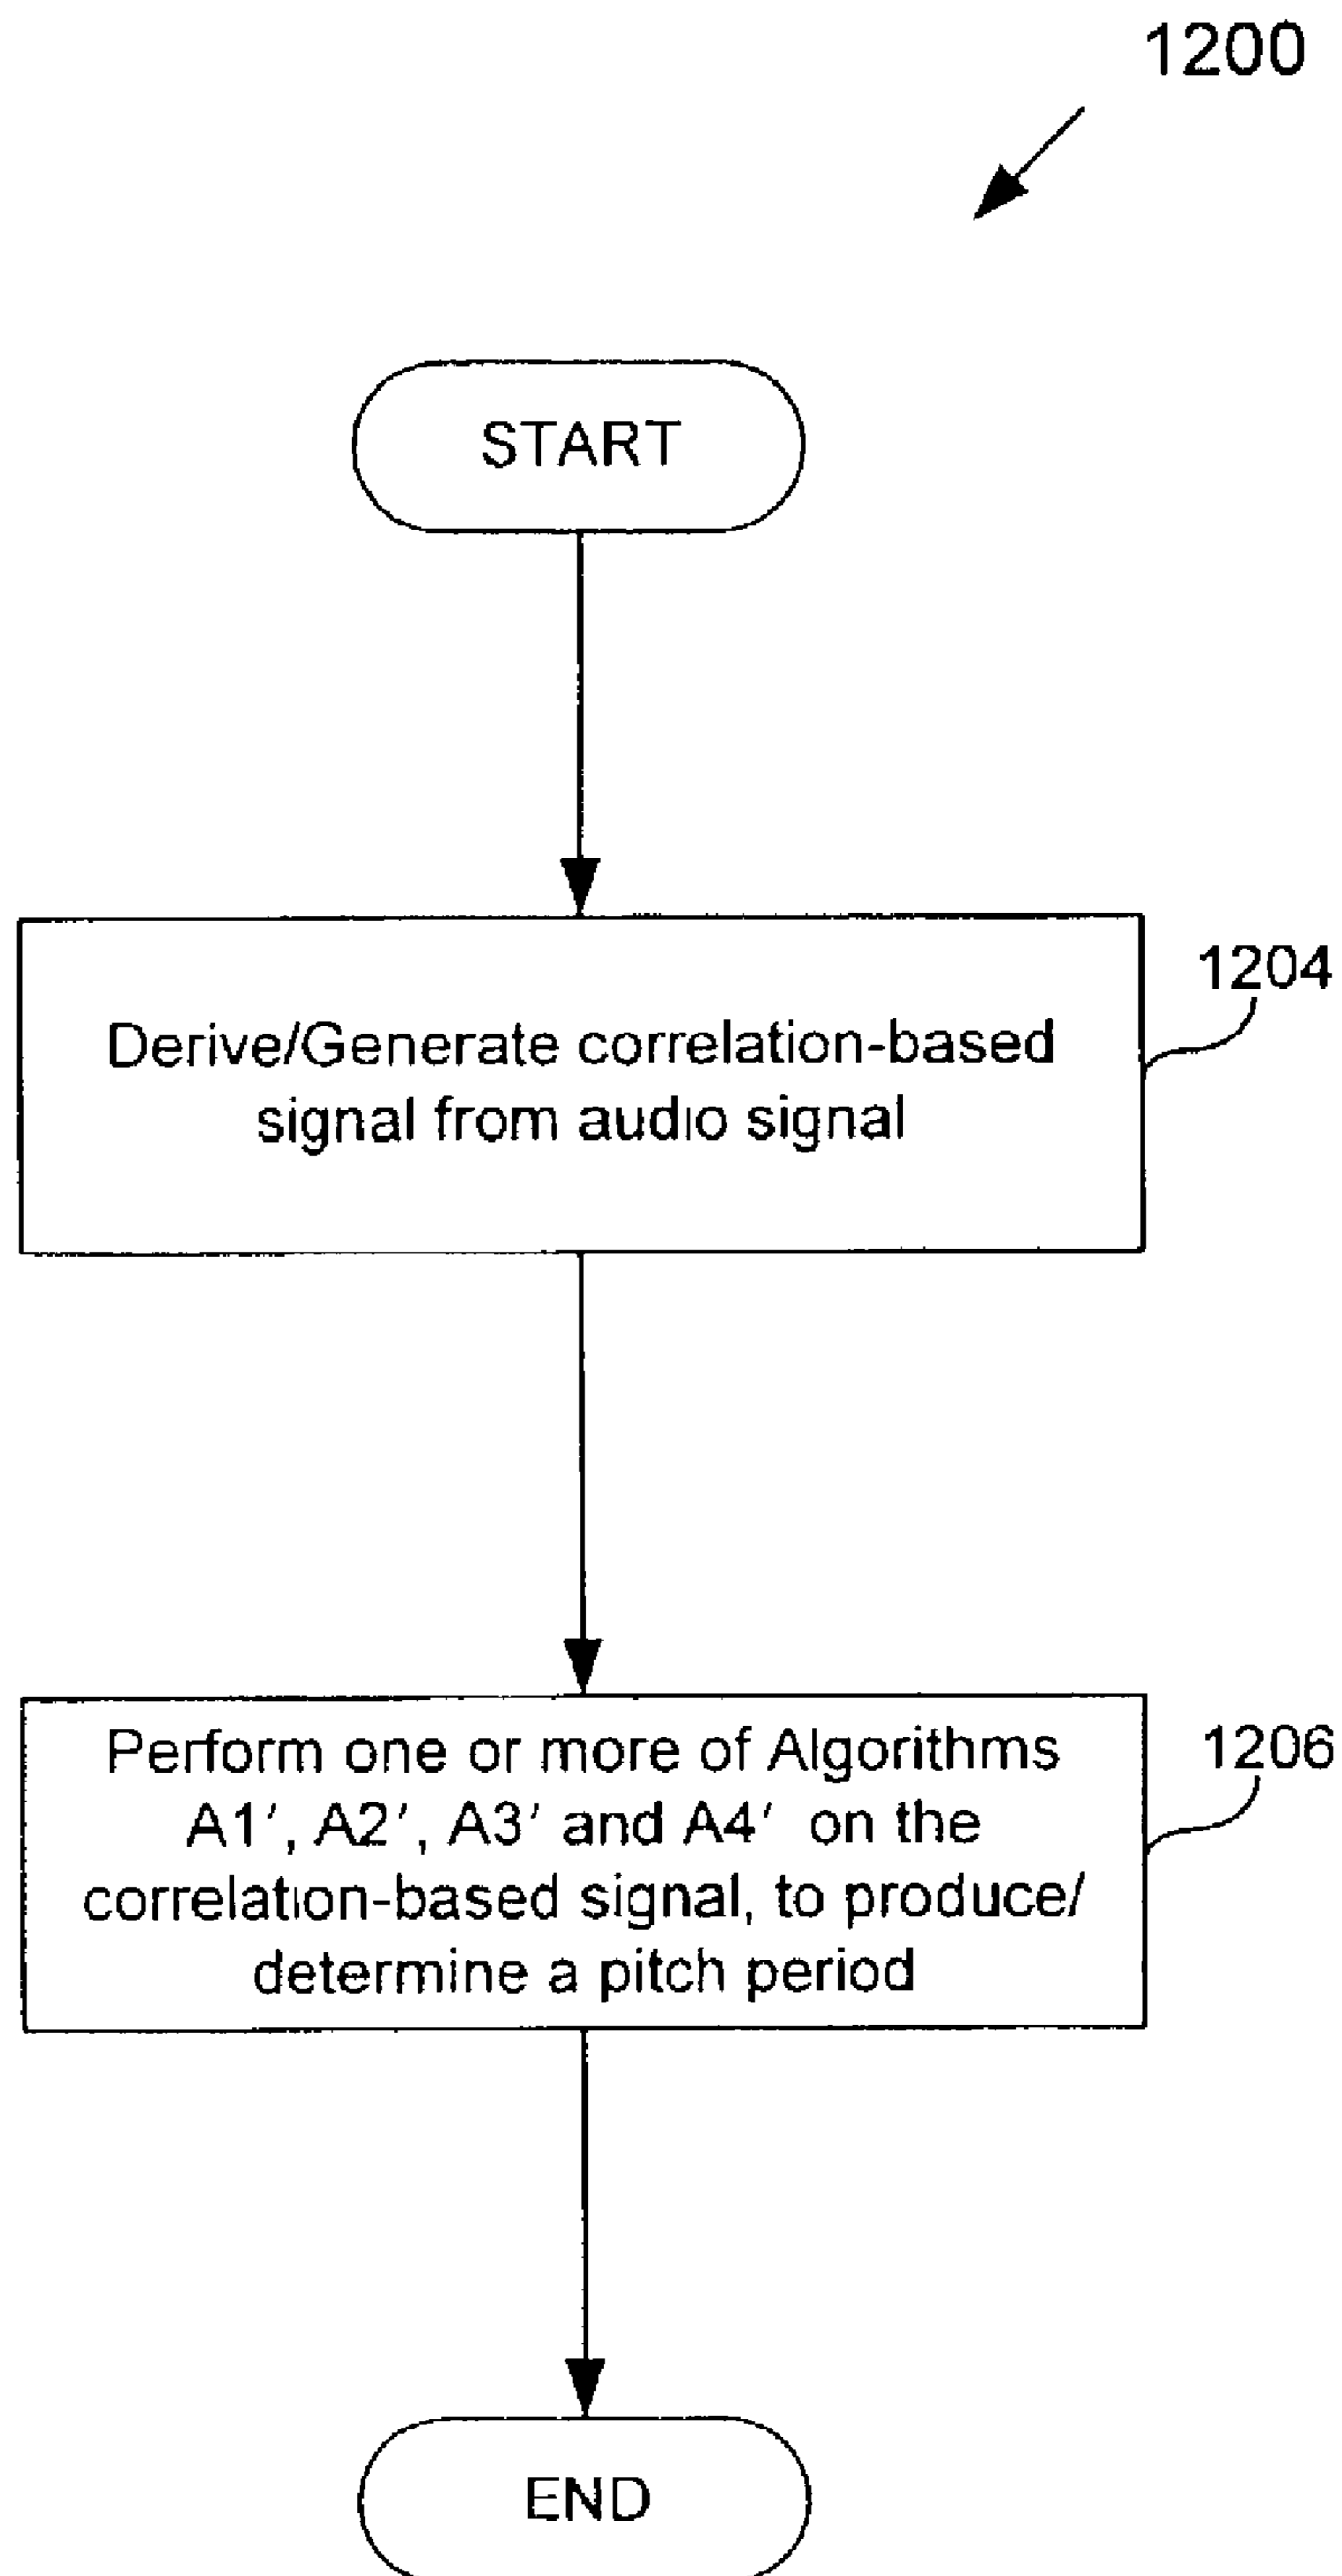 1200
START
1204
Derive/Generate correlation-based
signal from audio signal
1206
Perform one or more of Algorithms
A1′, A2′, A3′ and A4′ on the
correlation-based signal, to produce/
determine a pitch period
END